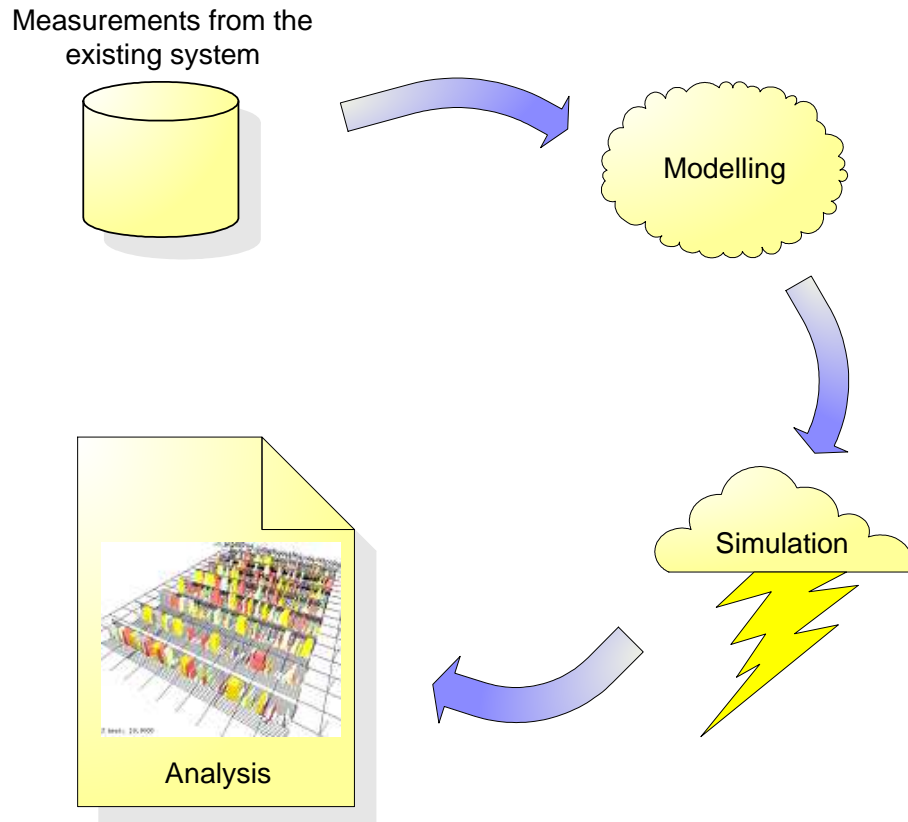 Measurements from the
existing system
Modelling
Simulation
Analysis